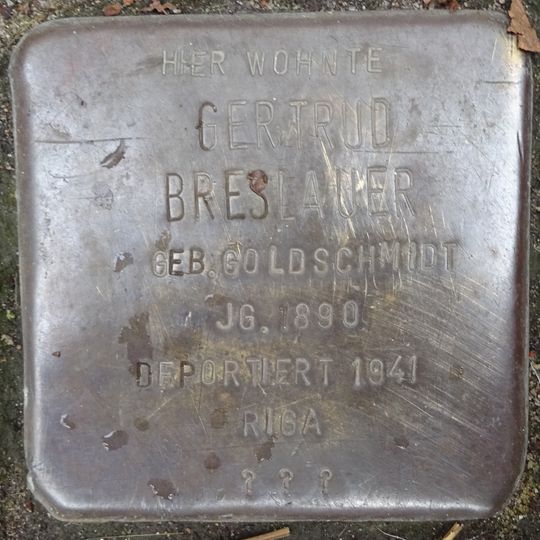 HIER WOHNTE
GERTRUD
BRESLAUER
GEB. GOLDSCHMIDT
JG. 1890
DEPORTIERT 1941
RIGA
? ? ?